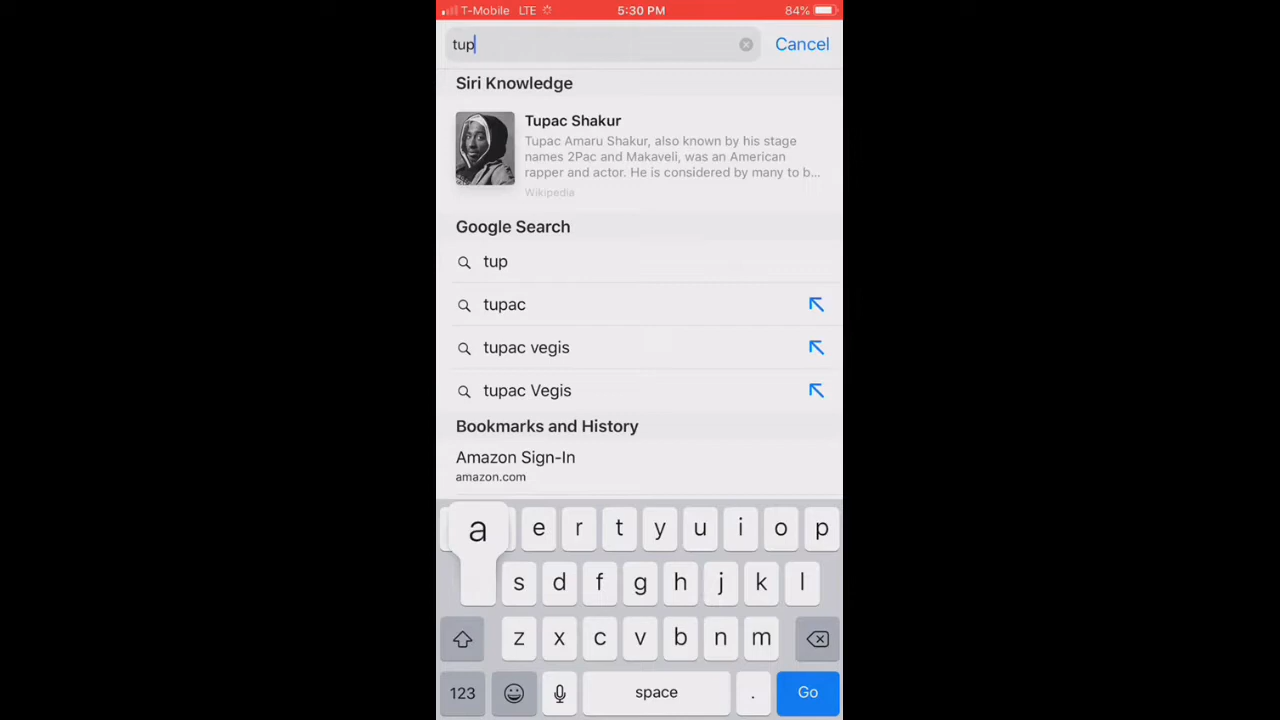 T-Mobile LTE 5:30 PM 84%
tup Cancel
Siri Knowledge
Tupac Shakur
Tupac Amaru Shakur, also known by his stage
names 2Pac and Makaveli, was an American
rapper and actor. He is considered by many to b...
Wikipedia
Google Search
tup
tupac
tupac vegis
tupac Vegis
Bookmarks and History
Amazon Sign-In
amazon.com
a e r t y u i o p
s d f g h j k l
z x c v b n m
123 space . Go